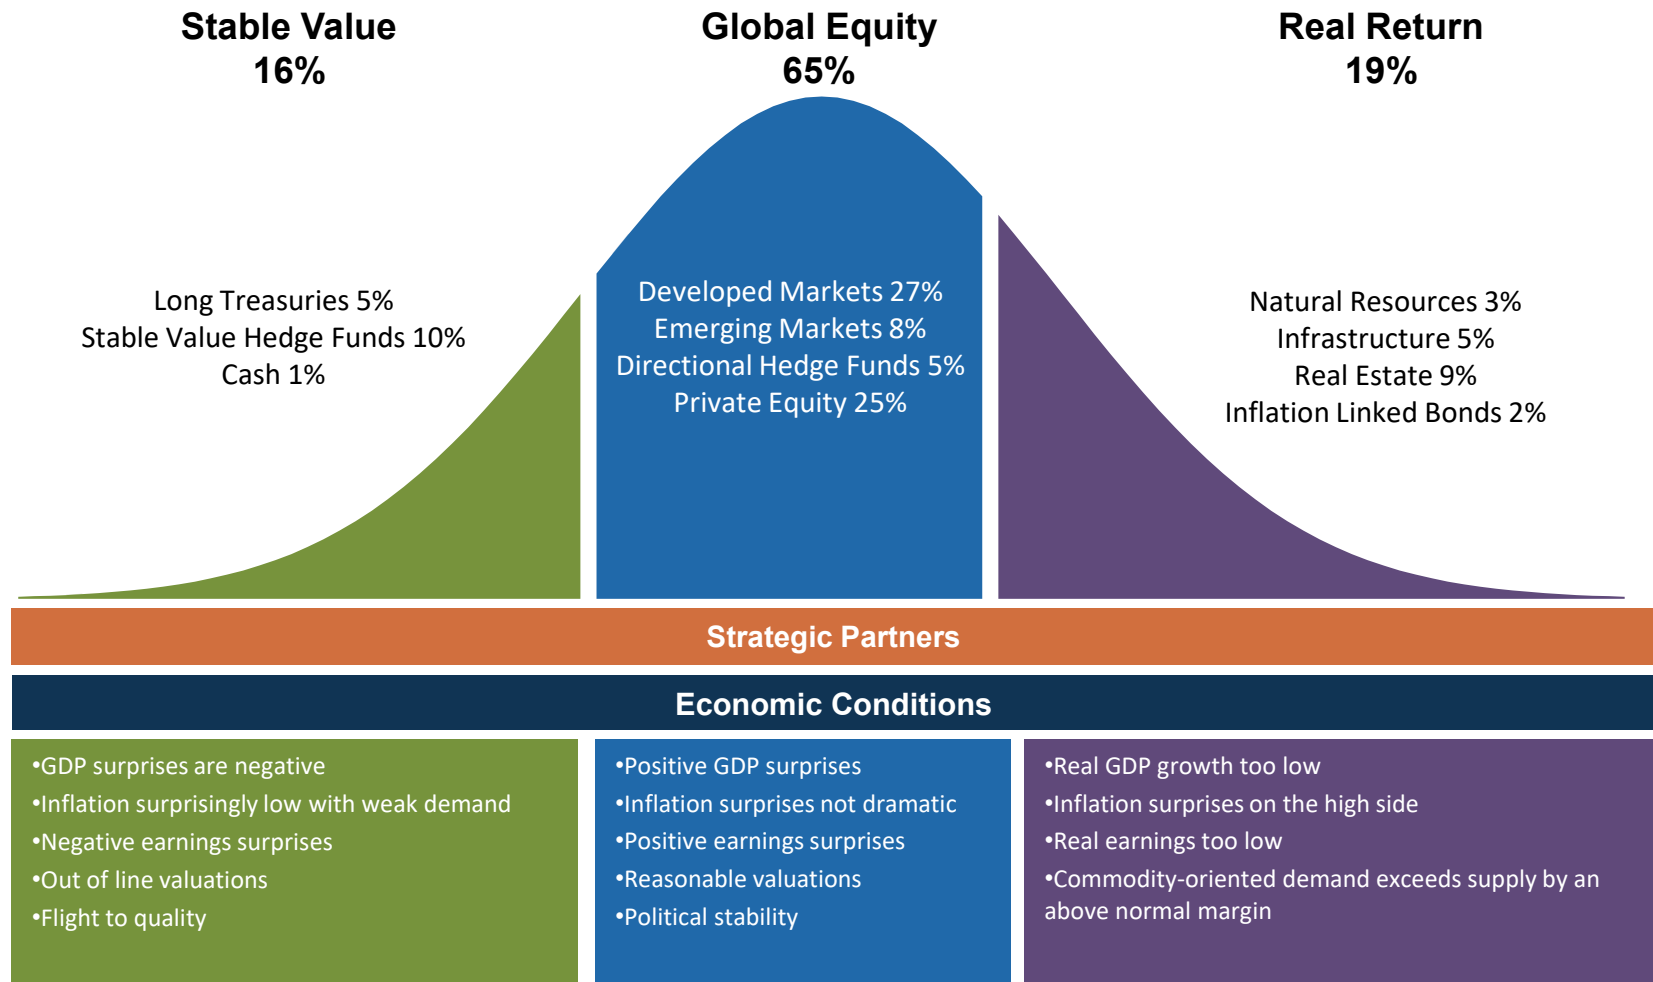 Stable Value
16%
Global Equity
65%
Real Return
19%
Long Treasuries 5%
Stable Value Hedge Funds 10%
Cash 1%
Developed Markets 27%
Emerging Markets 8%
Directional Hedge Funds 5%
Private Equity 25%
Natural Resources 3%
Infrastructure 5%
Real Estate 9%
Inflation Linked Bonds 2%
Strategic Partners
Economic Conditions
•GDP surprises are negative
•Inflation surprisingly low with weak demand
•Negative earnings surprises
•Out of line valuations
•Flight to quality
•Positive GDP surprises
•Inflation surprises not dramatic
•Positive earnings surprises
•Reasonable valuations
•Political stability
•Real GDP growth too low
•Inflation surprises on the high side
•Real earnings too low
•Commodity-oriented demand exceeds supply by an
above normal margin